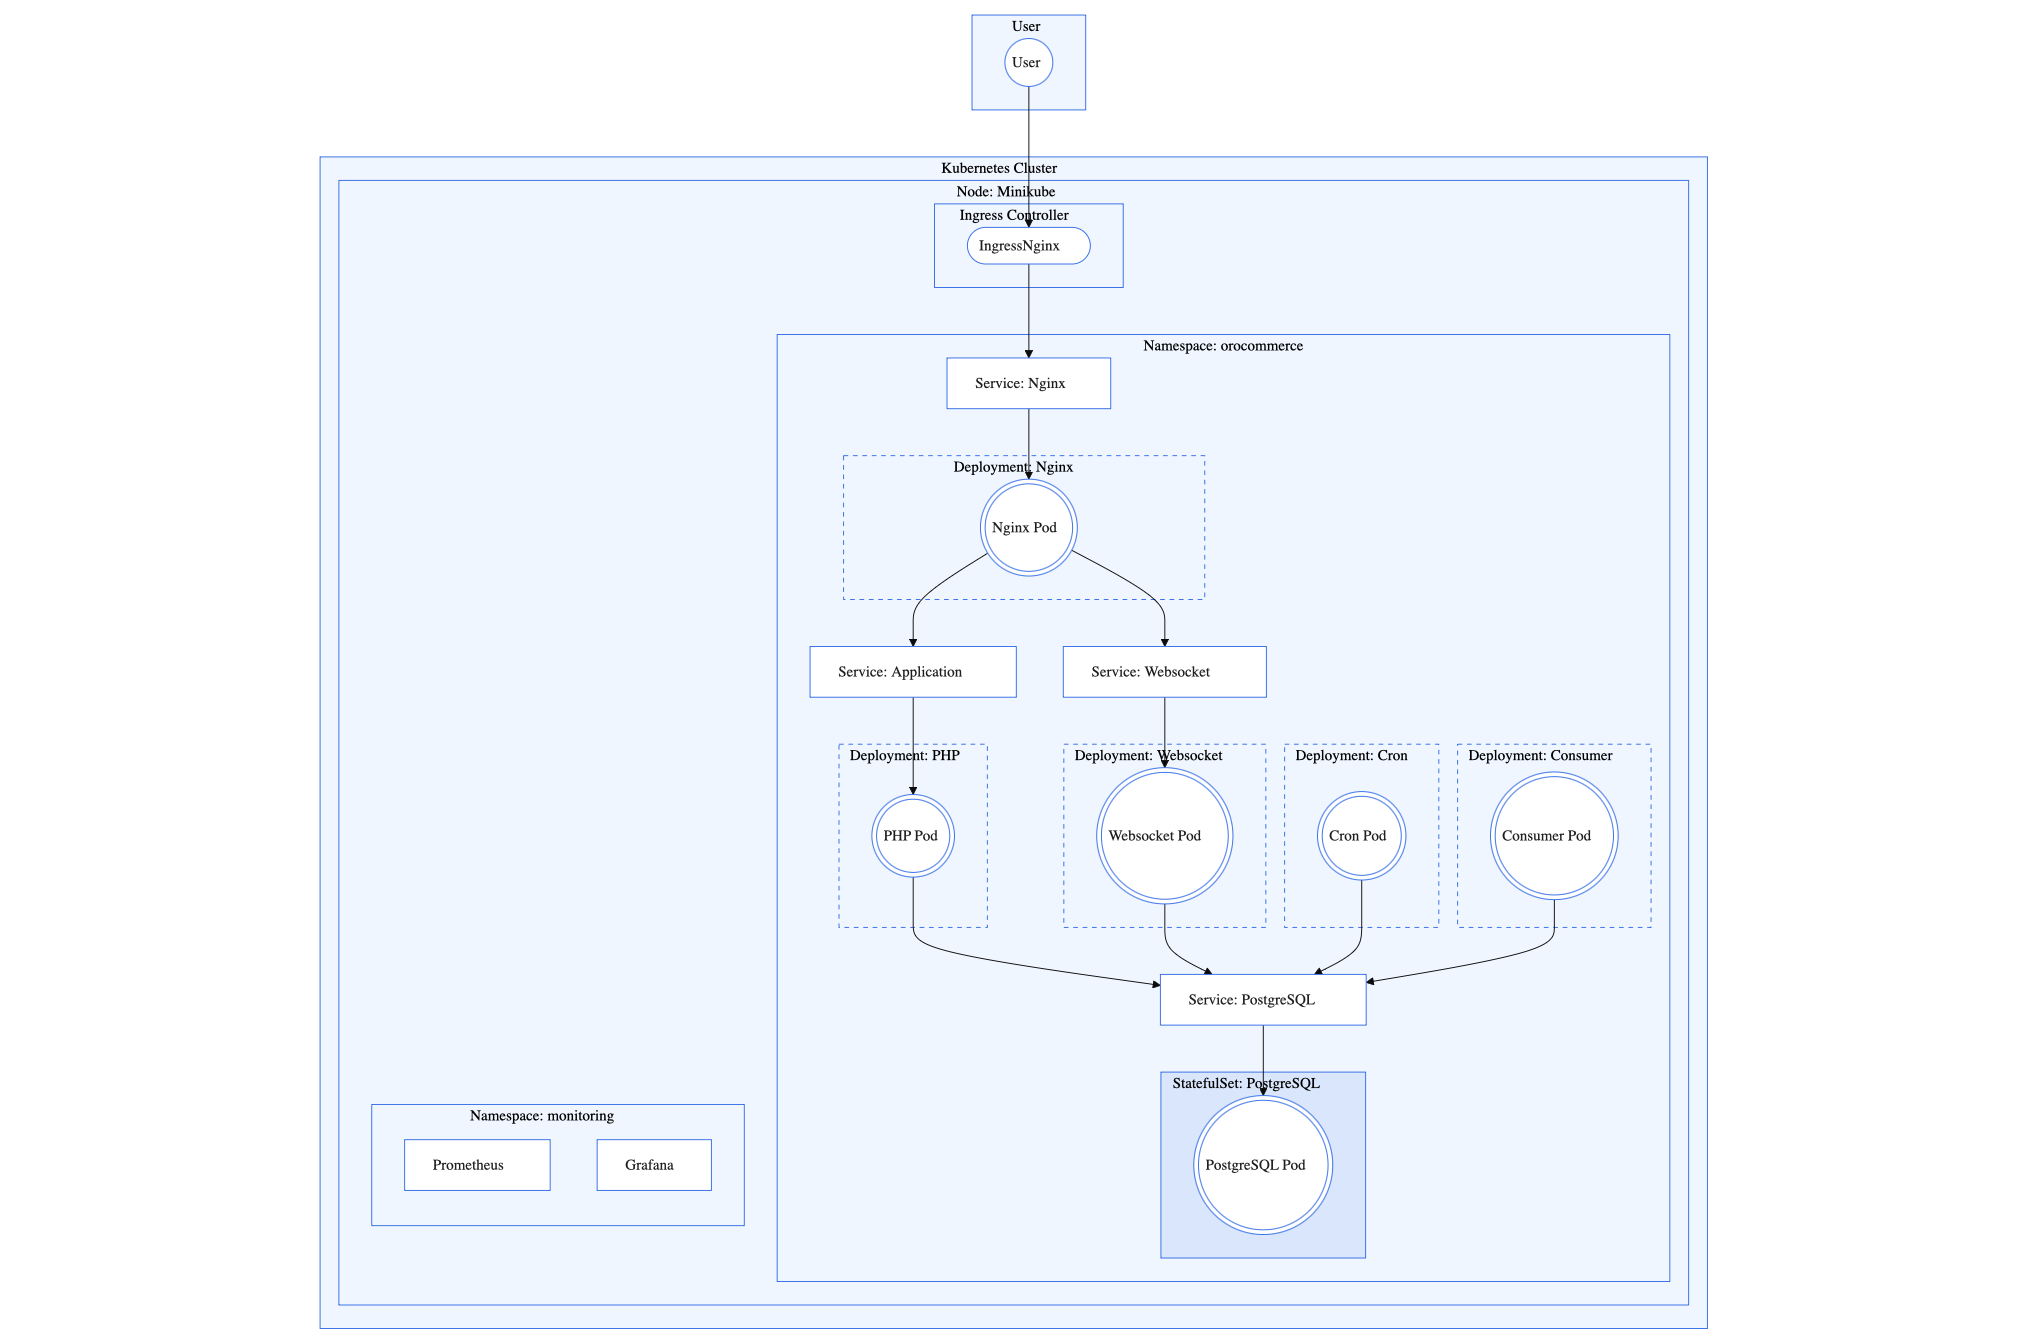 User
User
Kubernetes Cluster
Node: Minikube
Ingress Controller
IngressNginx
Namespace: orocommerce
Service: Nginx
Deployment: Nginx
Nginx Pod
Service: Application
Service: Websocket
Deployment: PHP
Deployment: Websocket
Deployment: Cron
Deployment: Consumer
PHP Pod
Websocket Pod
Cron Pod
Consumer Pod
Service: PostgreSQL
StatefulSet: PostgreSQL
PostgreSQL Pod
Namespace: monitoring
Prometheus
Grafana